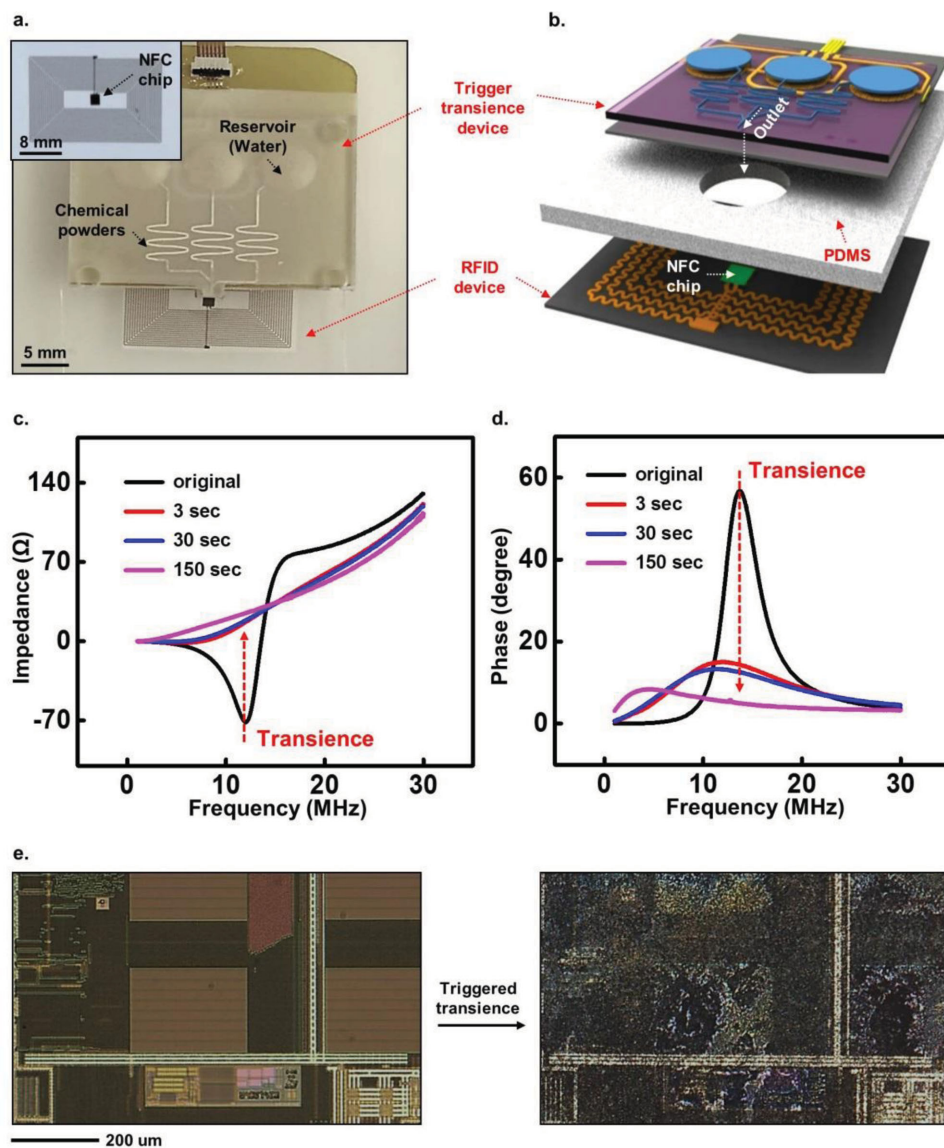 a.
NFC
chip
8 mm
Reservoir
(Water)
Chemical
powders
5 mm
Trigger
transience
device
RFID
device
b.
Outlet
PDMS
NFC
chip
c.
Impedance (Ω)
140
70
0
-70
original
3 sec
30 sec
150 sec
Transience
0
10
20
30
Frequency (MHz)
d.
Phase (degree)
60
40
20
0
original
3 sec
30 sec
150 sec
Transience
0
10
20
30
Frequency (MHz)
e.
Triggered
transience
200 um